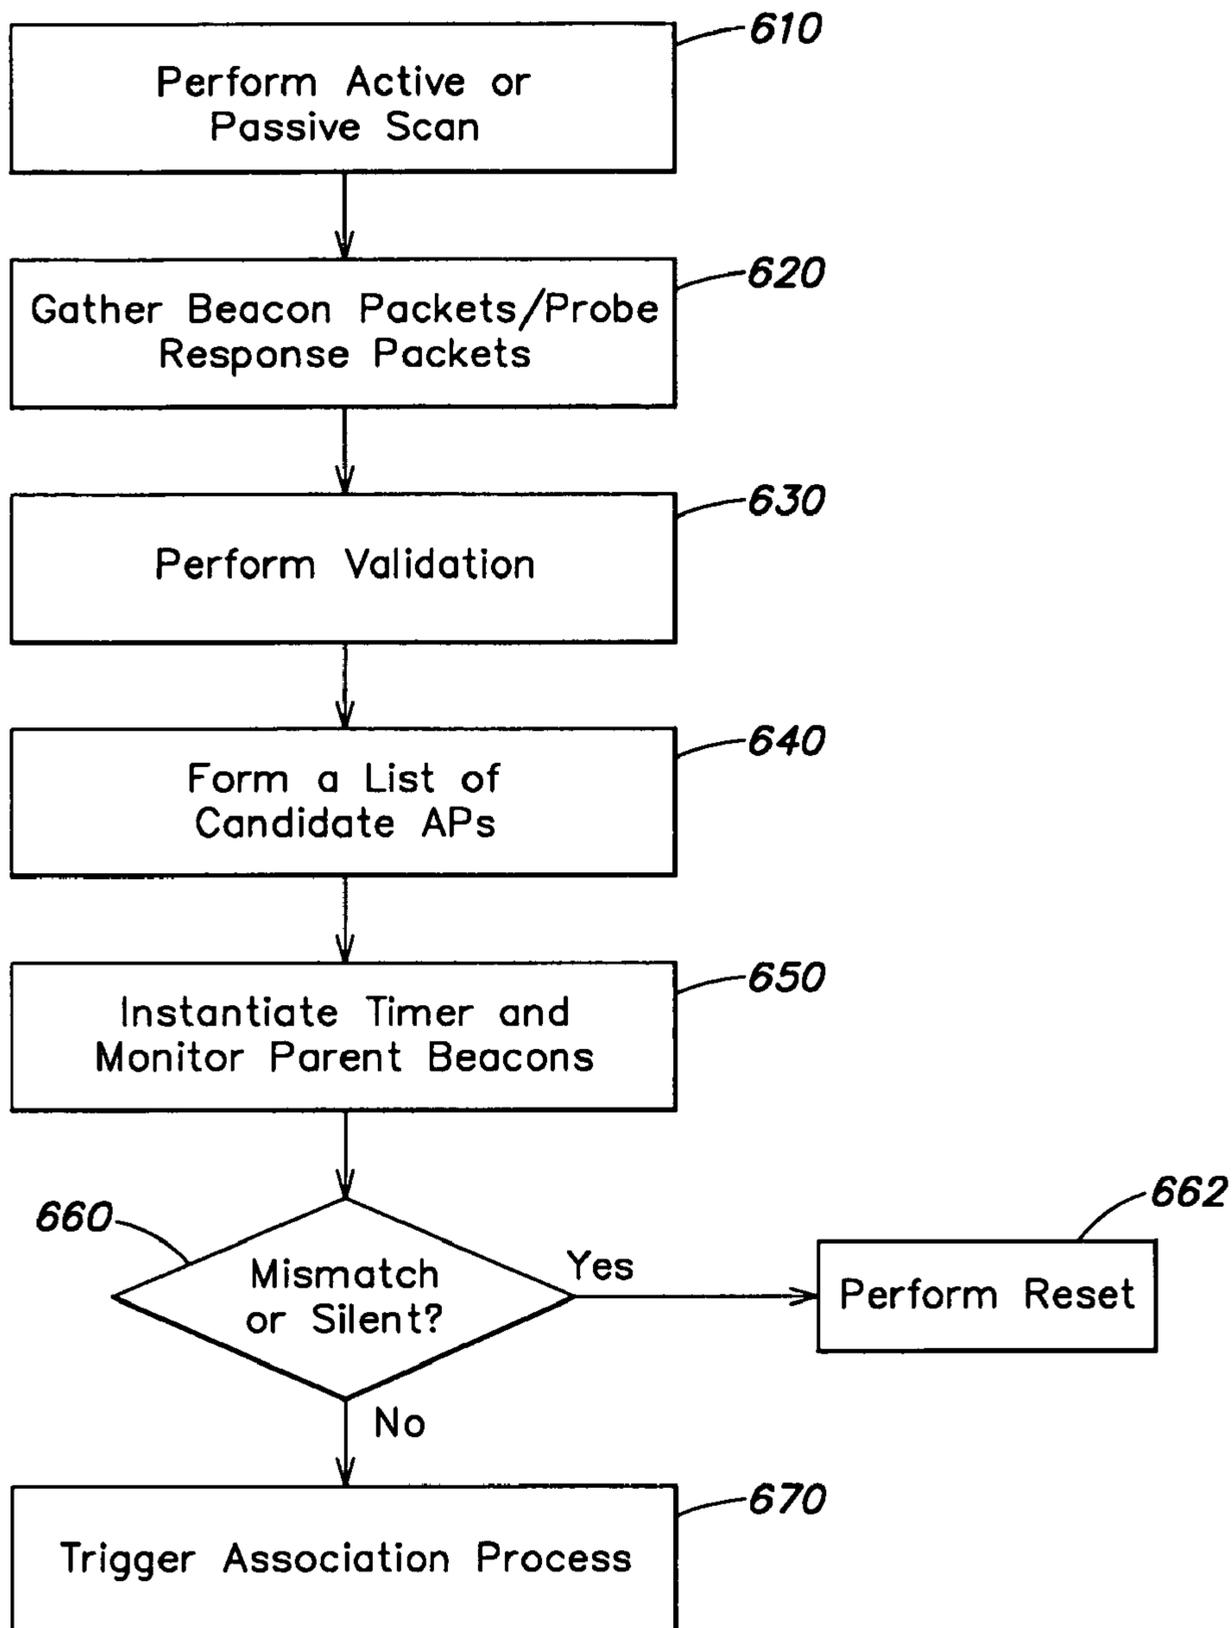 610
Perform Active or
Passive Scan
620
Gather Beacon Packets/Probe
Response Packets
630
Perform Validation
640
Form a List of
Candidate APs
650
Instantiate Timer and
Monitor Parent Beacons
660
Mismatch
or Silent?
Yes
662
Perform Reset
No
670
Trigger Association Process